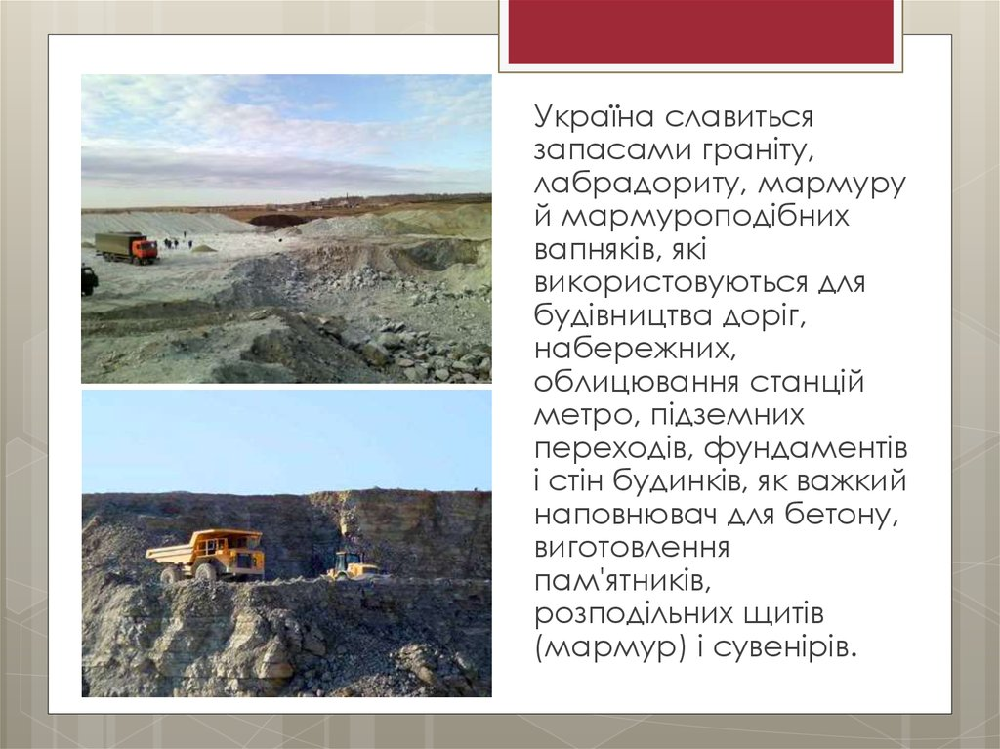 Україна славиться
запасами граніту,
лабрадориту, мармуру
й мармуроподібних
вапняків, які
використовуються для
будівництва доріг,
набережних,
облицювання станцій
метро, підземних
переходів, фундаментів
і стін будинків, як важкий
наповнювач для бетону,
виготовлення
пам'ятників,
розподільних щитів
(мармур) і сувенірів.